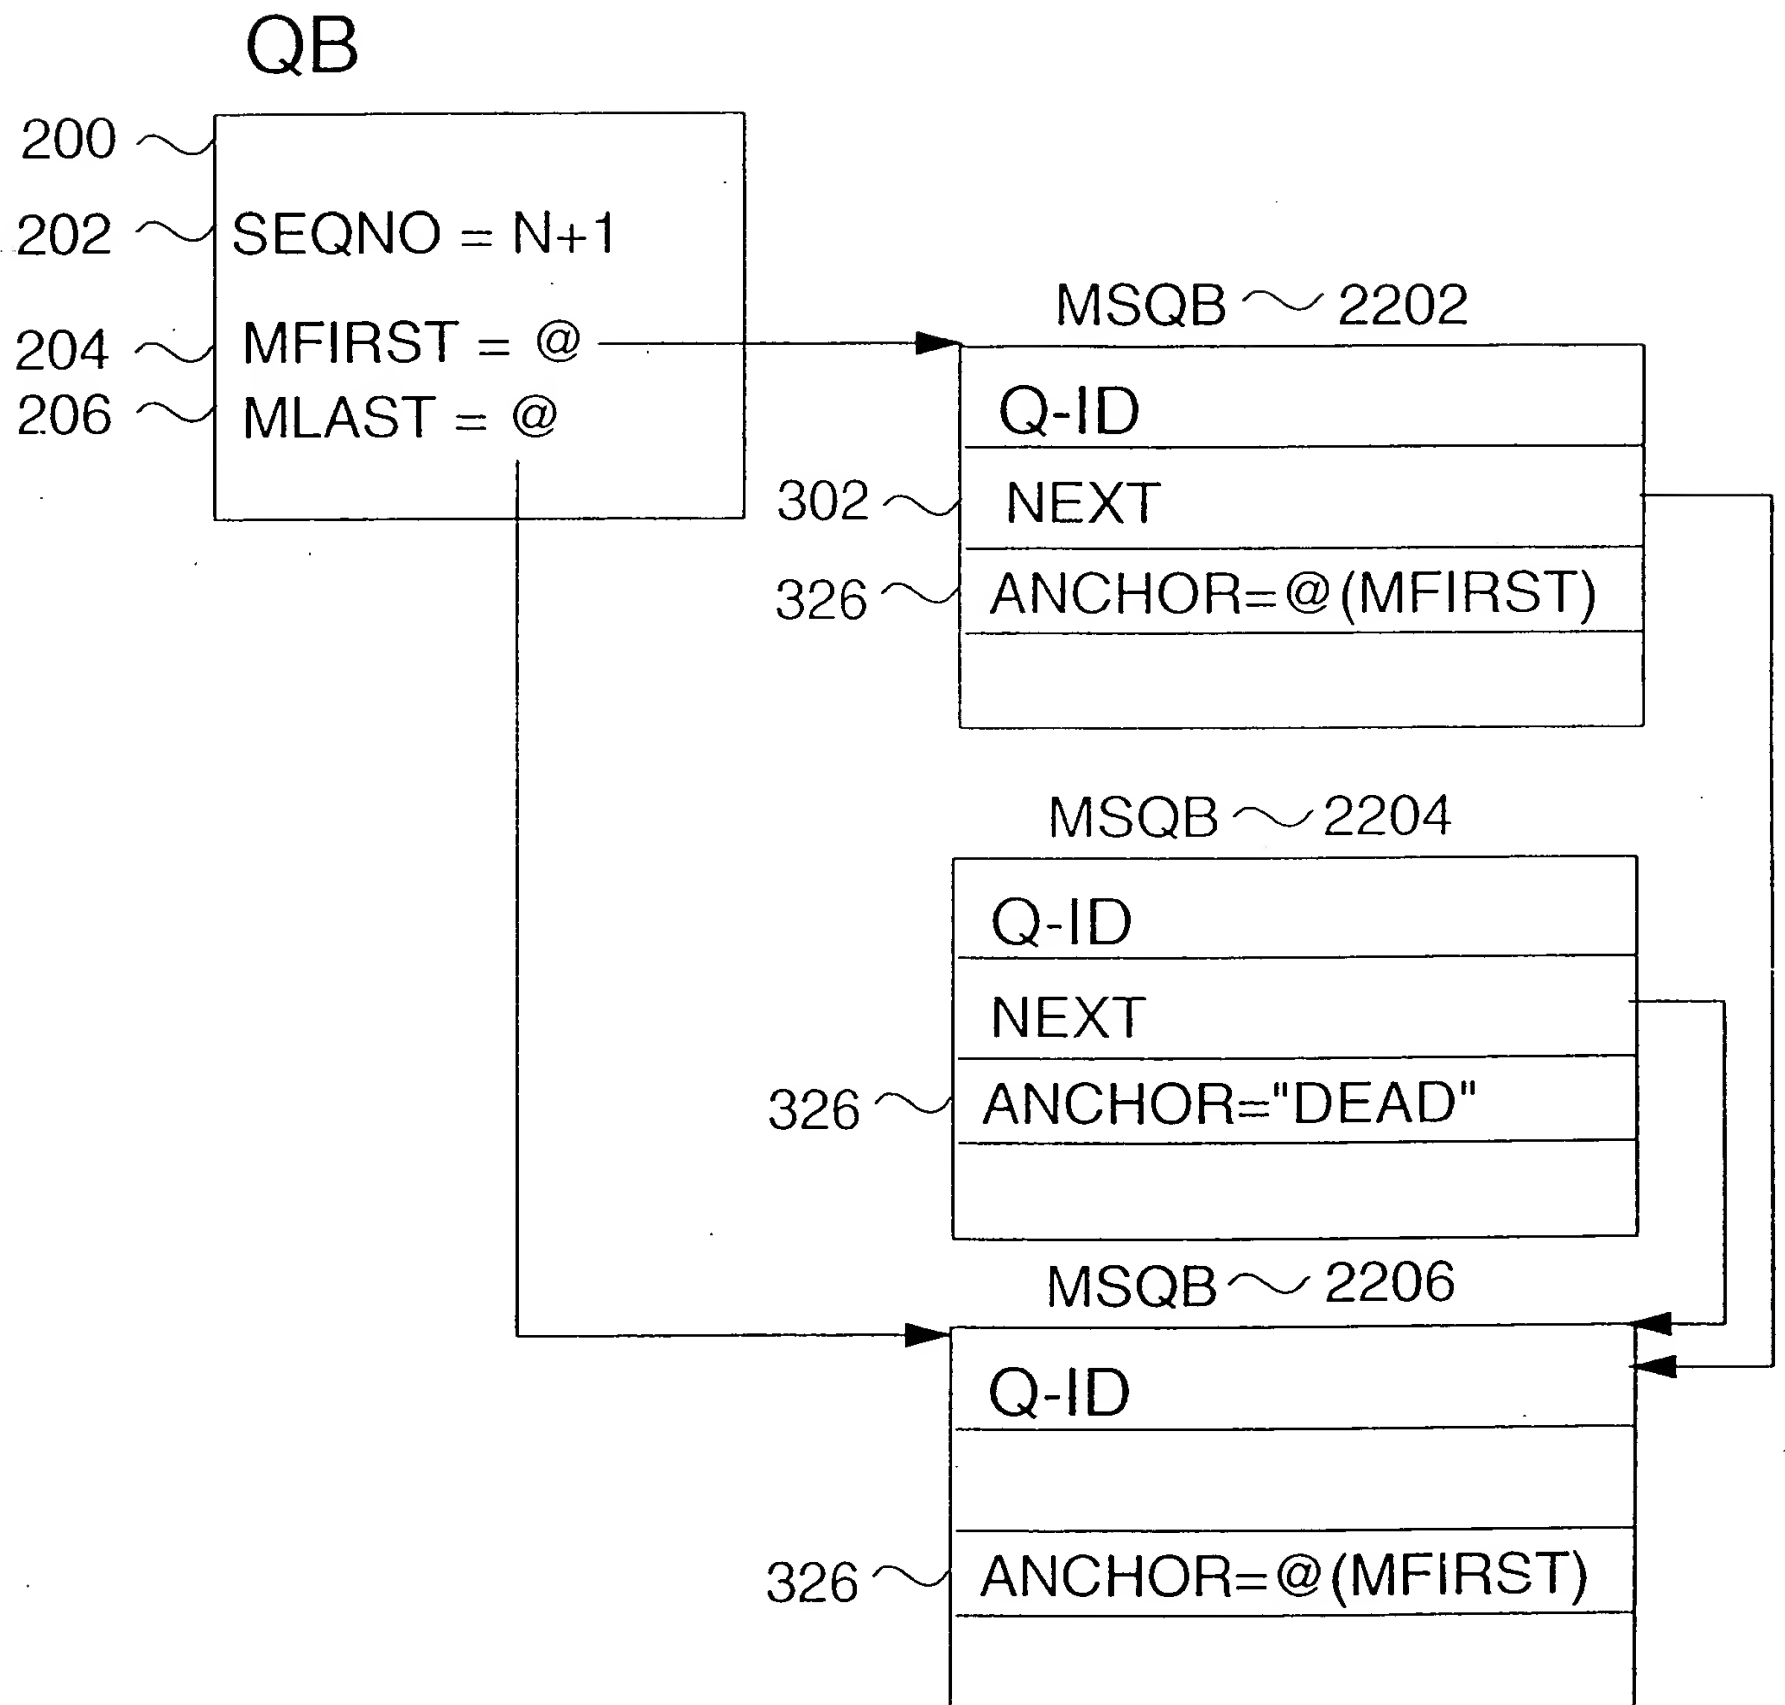 QB
200
202 SEQNO = N+1
204 MFIRST = @
206 MLAST = @
MSQB 2202
Q-ID
302 NEXT
326 ANCHOR=@(MFIRST)
MSQB 2204
Q-ID
NEXT
326 ANCHOR="DEAD"
MSQB 2206
Q-ID
326 ANCHOR=@(MFIRST)